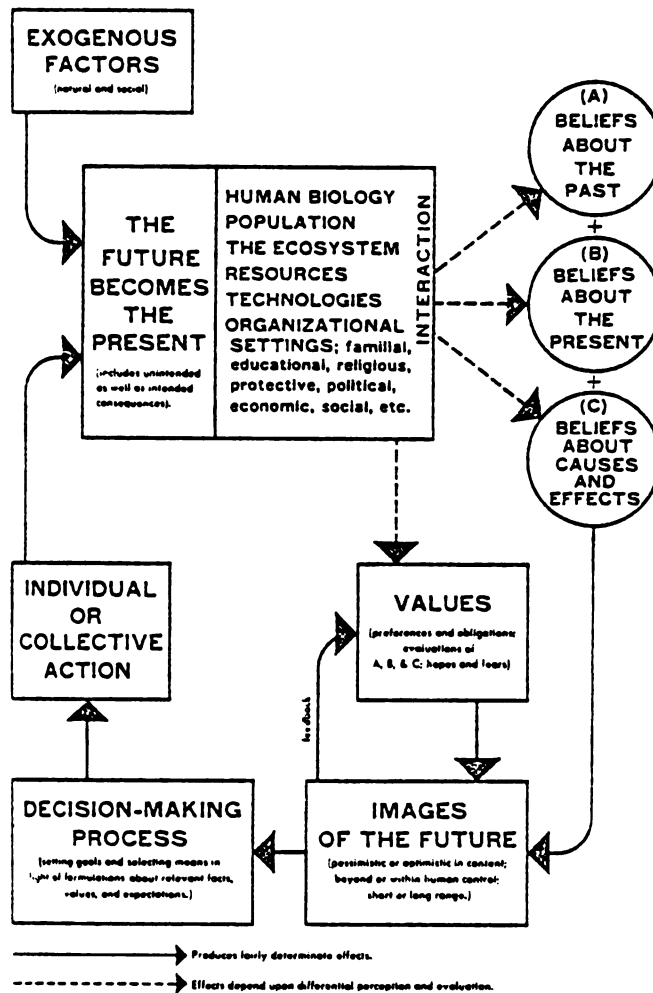 EXOGENOUS
FACTORS
(natural and social)
THE
FUTURE
BECOMES
THE
PRESENT
(includes unintended
as well as intended
consequences).
HUMAN BIOLOGY
POPULATION
THE ECOSYSTEM
RESOURCES
TECHNOLOGIES
ORGANIZATIONAL
SETTINGS; familial,
educational, religious,
protective, political,
economic, social, etc.
INTERACTION
(A)
BELIEFS
ABOUT
THE
PAST
+
(B)
BELIEFS
ABOUT
THE
PRESENT
+
(C)
BELIEFS
ABOUT
CAUSES
AND
EFFECTS
INDIVIDUAL
OR
COLLECTIVE
ACTION
VALUES
(preferences and obligations;
evaluations of
A, B, & C; hopes and fears)
feedback
DECISION-MAKING
PROCESS
(setting goals and selecting means in
light of formulations about relevant facts,
values, and expectations.)
IMAGES
OF THE FUTURE
(pessimistic or optimistic in content;
beyond or within human control;
short or long range.)
Produces fairly determinate effects.
Effects depend upon differential perception and evaluation.